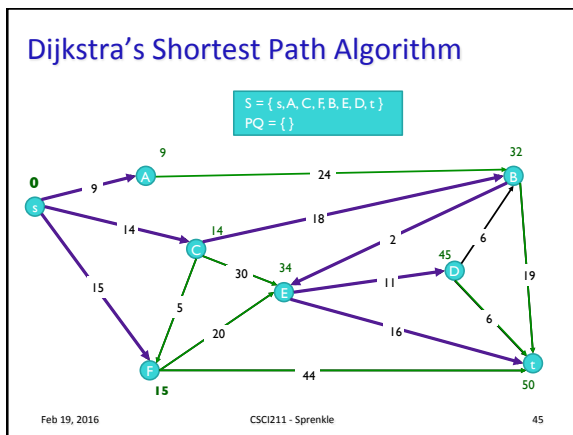 Dijkstra's Shortest Path Algorithm
S = { s, A, C, F, B, E, D, t }
PQ = { }
9
32
A
0
24
B
9
s
18
14
14
C
2
45
6
34
D
19
30
11
E
15
5
6
20
16
t
F
44
15
50
Feb 19, 2016
CSCI211 - Sprenkle
45